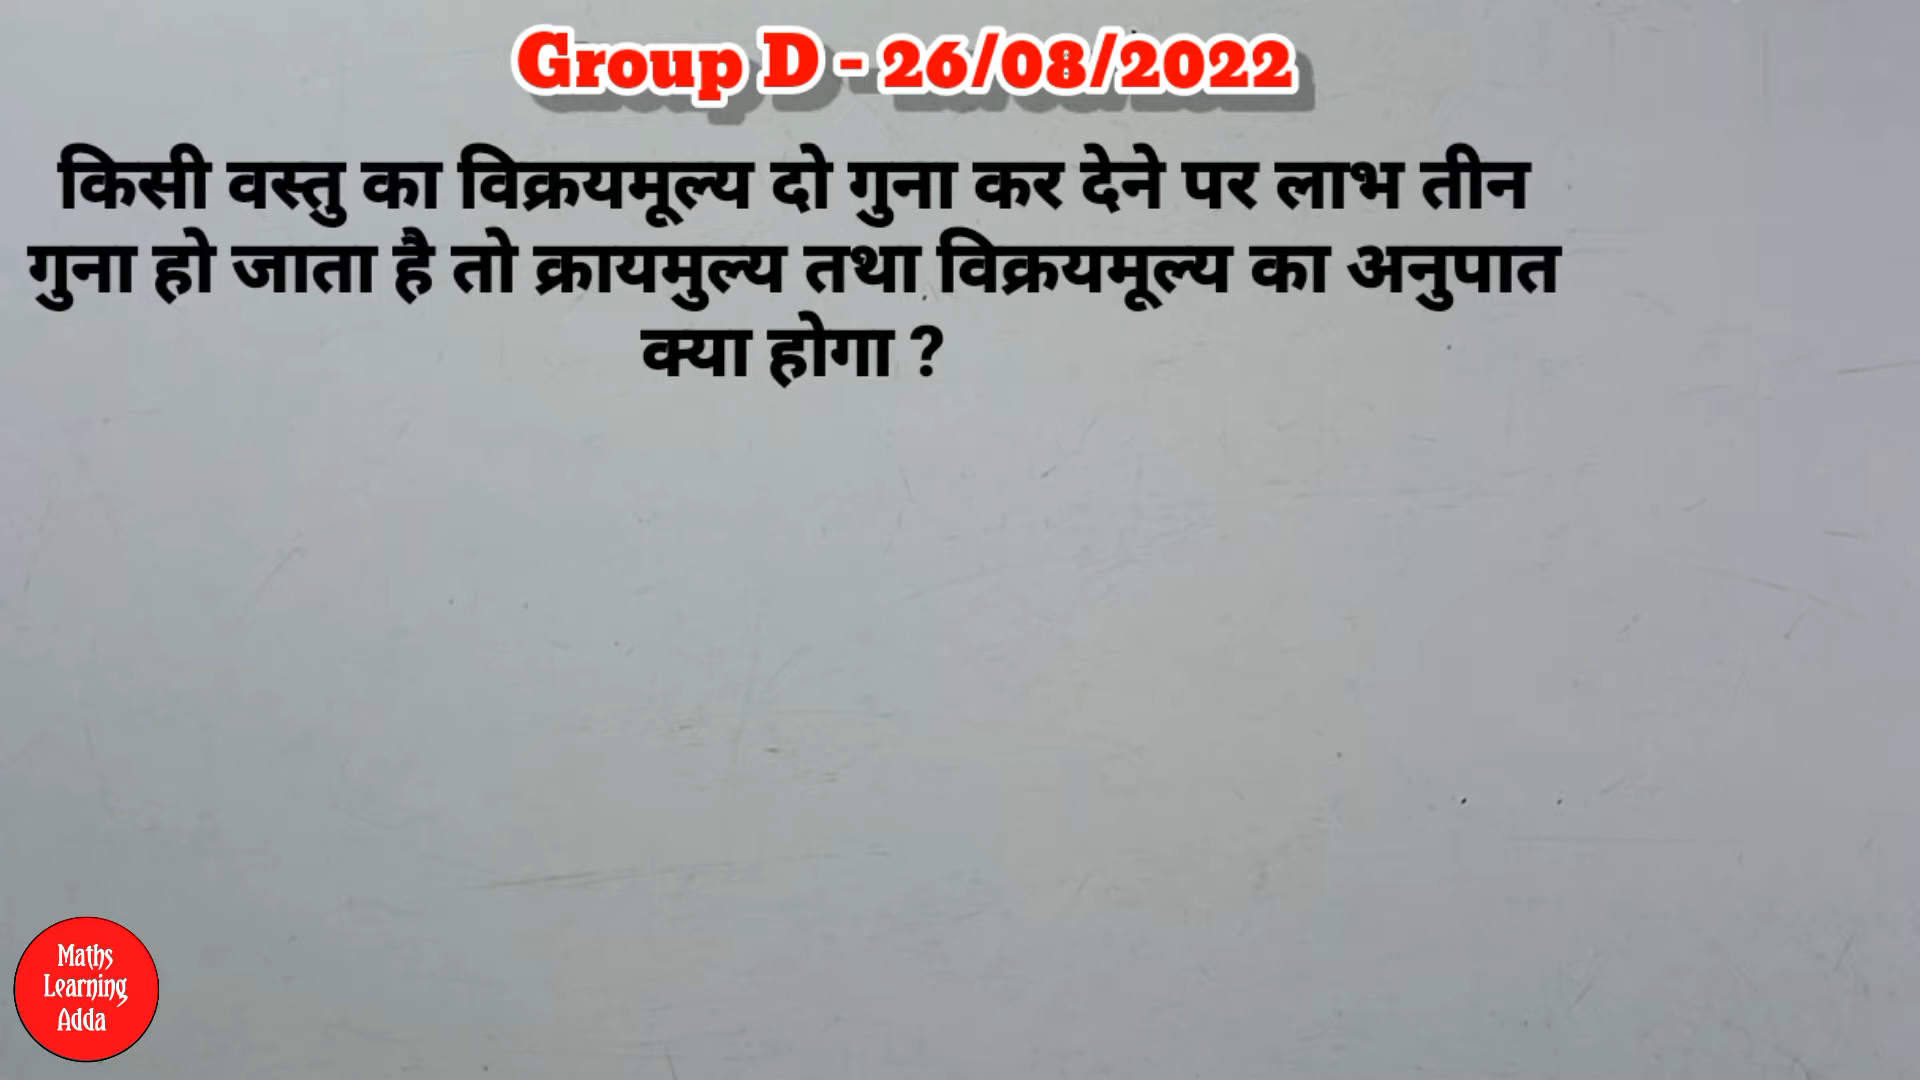 Group D - 26/08/2022
किसी वस्तु का विक्रयमूल्य दो गुना कर देने पर लाभ तीन
गुना हो जाता है तो क्रायमुल्य तथा विक्रयमूल्य का अनुपात
क्या होगा ?
Maths
Learning
Adda